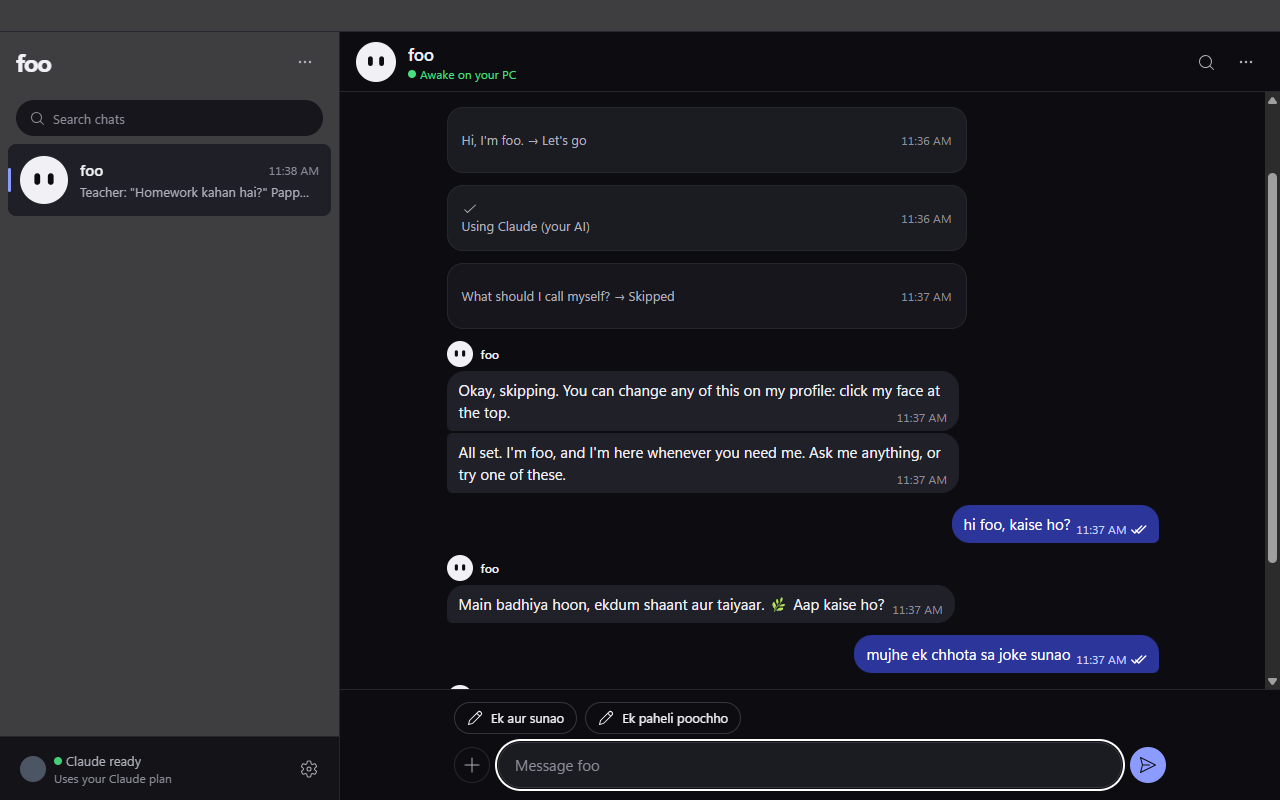 foo
...
Search chats
foo
11:38 AM
Teacher: "Homework kahan hai?" Papp...
Claude ready
Uses your Claude plan
foo
Awake on your PC
...
Hi, I'm foo. → Let's go
11:36 AM
Using Claude (your AI)
11:36 AM
What should I call myself? → Skipped
11:37 AM
foo
Okay, skipping. You can change any of this on my profile: click my face at
the top.
11:37 AM
All set. I'm foo, and I'm here whenever you need me. Ask me anything, or
try one of these.
11:37 AM
hi foo, kaise ho? 11:37 AM
foo
Main badhiya hoon, ekdum shaant aur taiyaar. 🌿 Aap kaise ho? 11:37 AM
mujhe ek chhota sa joke sunao 11:37 AM
Ek aur sunao
Ek paheli poochho
Message foo